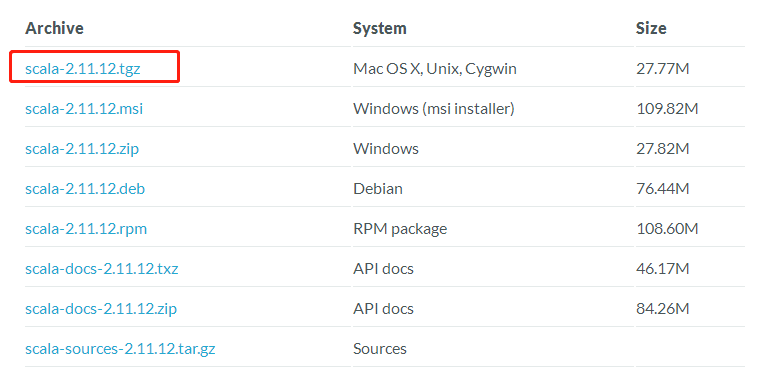 Archive System Size
scala-2.11.12.tgz Mac OS X, Unix, Cygwin 27.77M
scala-2.11.12.msi Windows (msi installer) 109.82M
scala-2.11.12.zip Windows 27.82M
scala-2.11.12.deb Debian 76.44M
scala-2.11.12.rpm RPM package 108.60M
scala-docs-2.11.12.txz API docs 46.17M
scala-docs-2.11.12.zip API docs 84.26M
scala-sources-2.11.12.tar.gz Sources